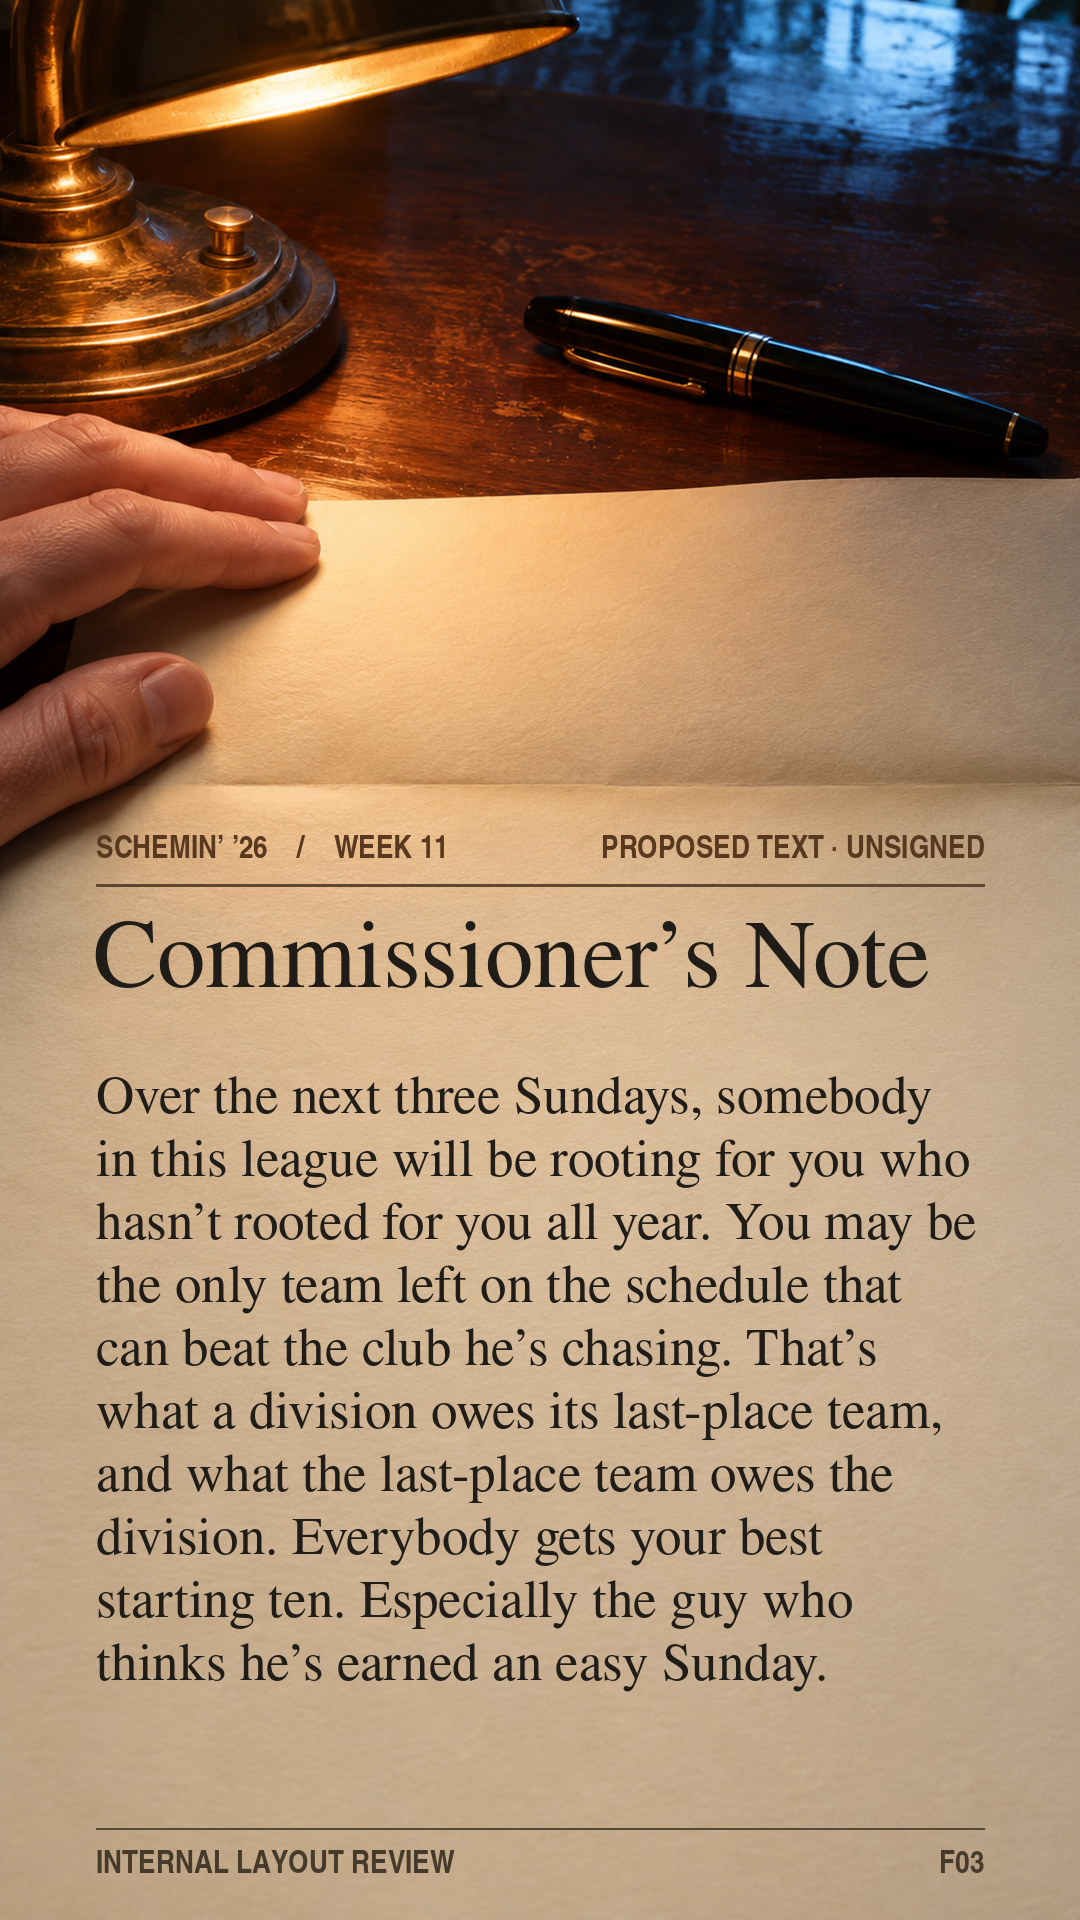 SCHEMIN’ ’26 / WEEK 11 PROPOSED TEXT · UNSIGNED
Commissioner’s Note
Over the next three Sundays, somebody
in this league will be rooting for you who
hasn’t rooted for you all year. You may be
the only team left on the schedule that
can beat the club he’s chasing. That’s
what a division owes its last-place team,
and what the last-place team owes the
division. Everybody gets your best
starting ten. Especially the guy who
thinks he’s earned an easy Sunday.
INTERNAL LAYOUT REVIEW F03